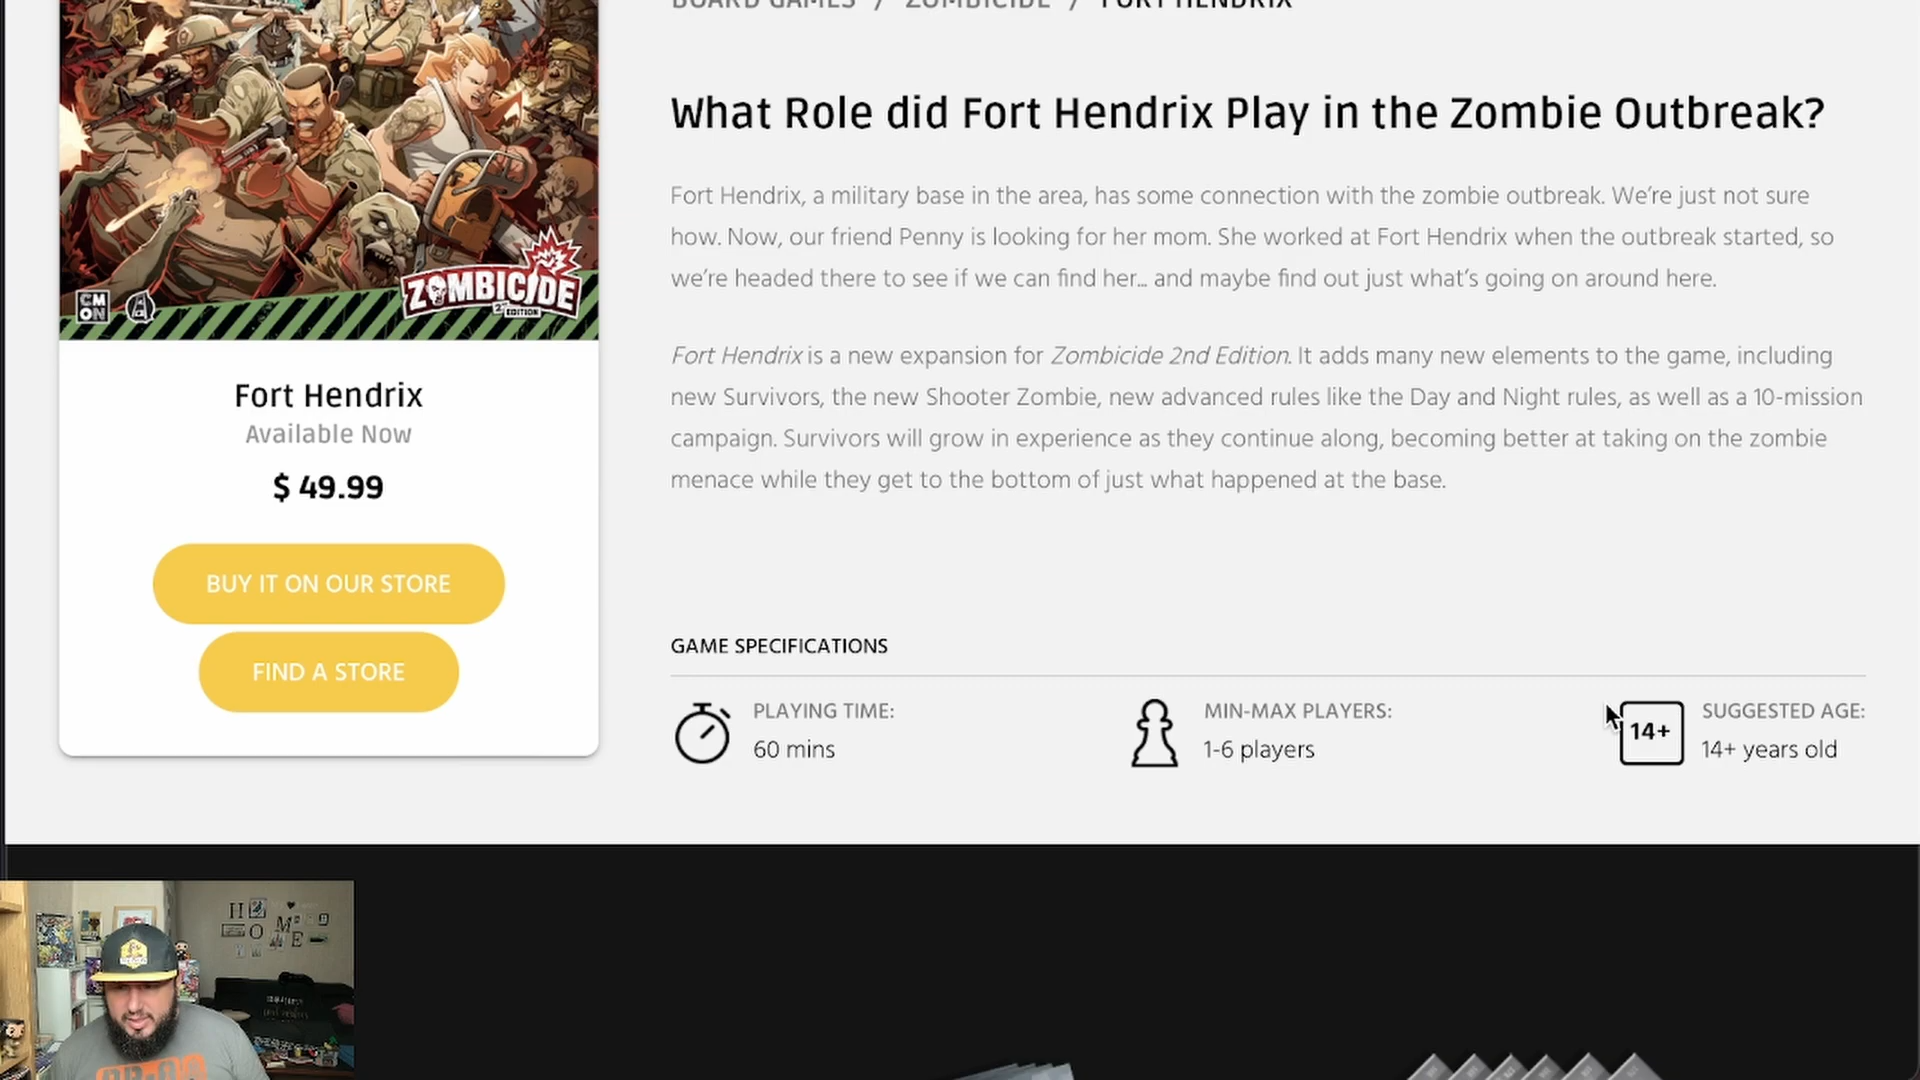 BOARD GAMES / ZOMBICIDE / FORT HENDRIX
What Role did Fort Hendrix Play in the Zombie Outbreak?
Fort Hendrix, a military base in the area, has some connection with the zombie outbreak. We're just not sure
how. Now, our friend Penny is looking for her mom. She worked at Fort Hendrix when the outbreak started, so
we're headed there to see if we can find her... and maybe find out just what's going on around here.
Fort Hendrix is a new expansion for Zombicide 2nd Edition. It adds many new elements to the game, including
new Survivors, the new Shooter Zombie, new advanced rules like the Day and Night rules, as well as a 10-mission
campaign. Survivors will grow in experience as they continue along, becoming better at taking on the zombie
menace while they get to the bottom of just what happened at the base.
CM
ON
ZOMBICIDE
2ND EDITION
Fort Hendrix
Available Now
$ 49.99
BUY IT ON OUR STORE
FIND A STORE
GAME SPECIFICATIONS
PLAYING TIME:
60 mins
MIN-MAX PLAYERS:
1-6 players
14+
SUGGESTED AGE:
14+ years old
H
O M E